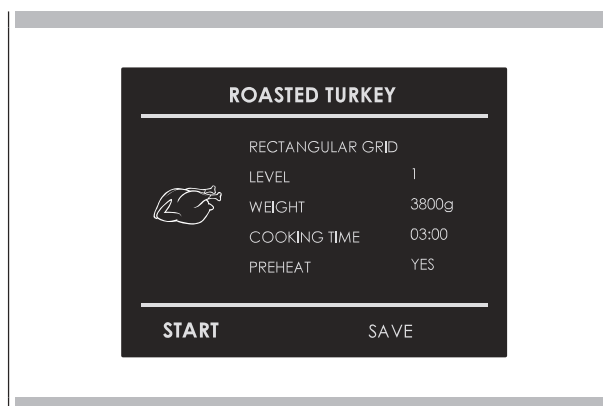 ROASTED TURKEY
RECTANGULAR GRID
LEVEL 1
WEIGHT 3800g
COOKING TIME 03:00
PREHEAT YES
START SAVE